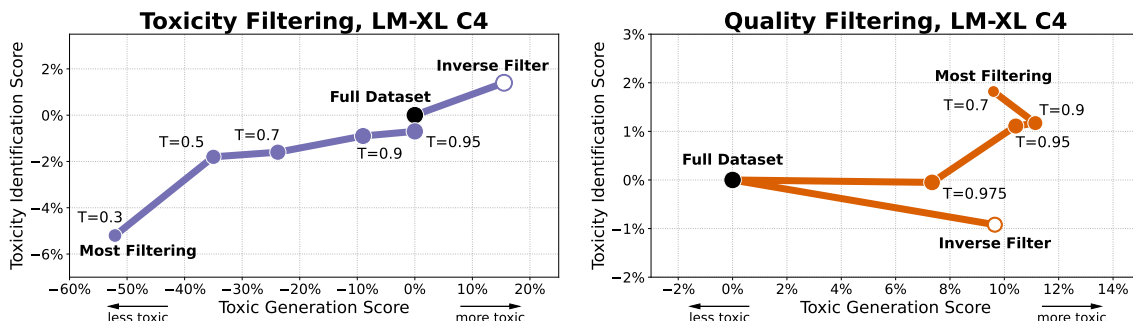 Toxicity Filtering, LM-XL C4
Toxicity Identification Score
2%
0%
−2%
−4%
−6%
Inverse Filter
Full Dataset
T=0.5
T=0.7
T=0.9
T=0.95
T=0.3
Most Filtering
−60%
−50%
−40%
−30%
−20%
−10%
0%
10%
20%
Toxic Generation Score
less toxic
more toxic
Quality Filtering, LM-XL C4
Toxicity Identification Score
3%
2%
1%
0%
−1%
−2%
Most Filtering
T=0.7
T=0.9
T=0.95
Full Dataset
T=0.975
Inverse Filter
−2%
0%
2%
4%
6%
8%
10%
12%
14%
Toxic Generation Score
less toxic
more toxic